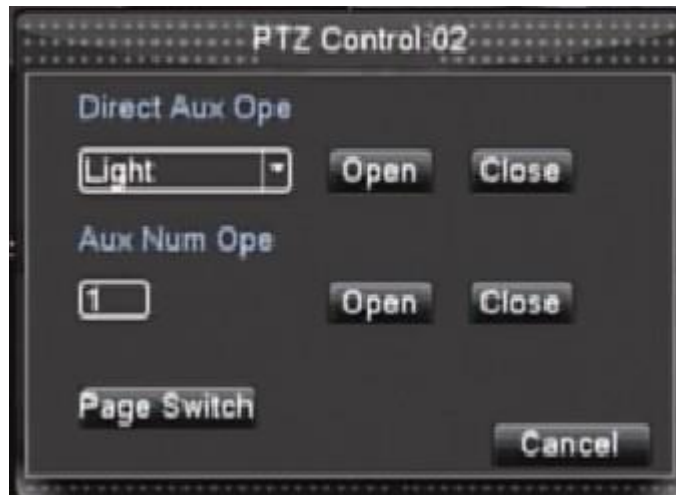 PTZ Control:02
Direct Aux Ope
Light Open Close
Aux Num Ope
1 Open Close
Page Switch
Cancel